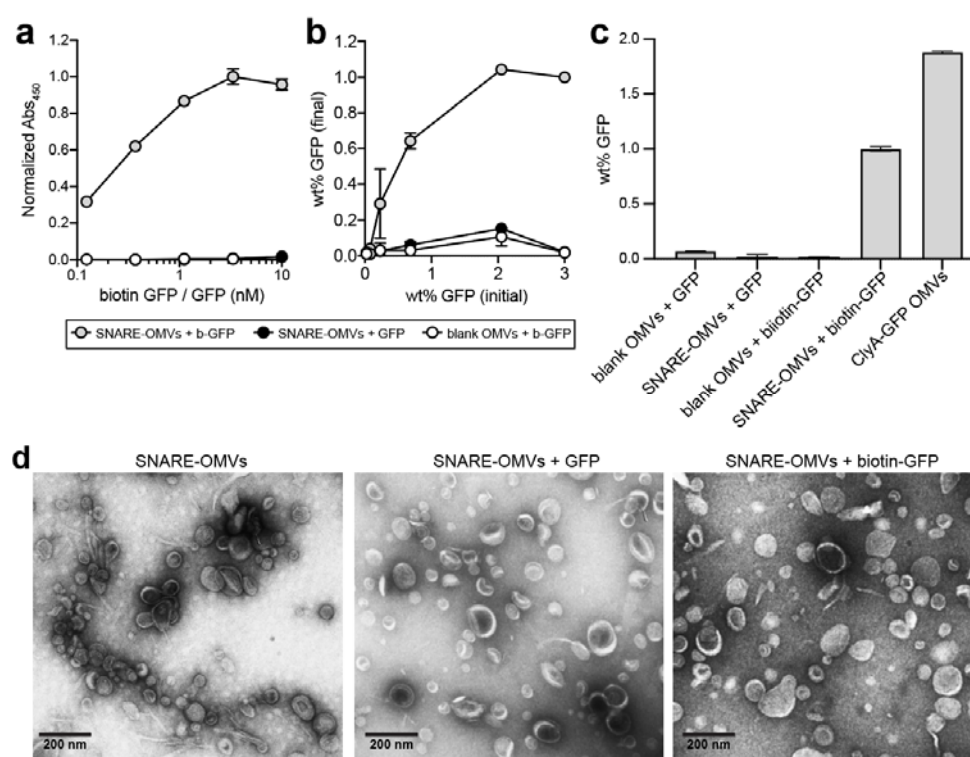 a
Normalized Abs450
1.2
1.0
0.8
0.6
0.4
0.2
0.0
0.1
1
10
biotin GFP / GFP (nM)
b
wt% GFP (final)
1.2
1.0
0.8
0.6
0.4
0.2
0.0
0
1
2
3
wt% GFP (initial)
SNARE-OMVs + b-GFP
SNARE-OMVs + GFP
blank OMVs + b-GFP
c
wt% GFP
2.0
1.5
1.0
0.5
0.0
blank OMVs + GFP
SNARE-OMVs + GFP
blank OMVs + biiotin-GFP
SNARE-OMVs + biotin-GFP
ClyA-GFP OMVs
d
SNARE-OMVs
SNARE-OMVs + GFP
SNARE-OMVs + biotin-GFP
200 nm
200 nm
200 nm